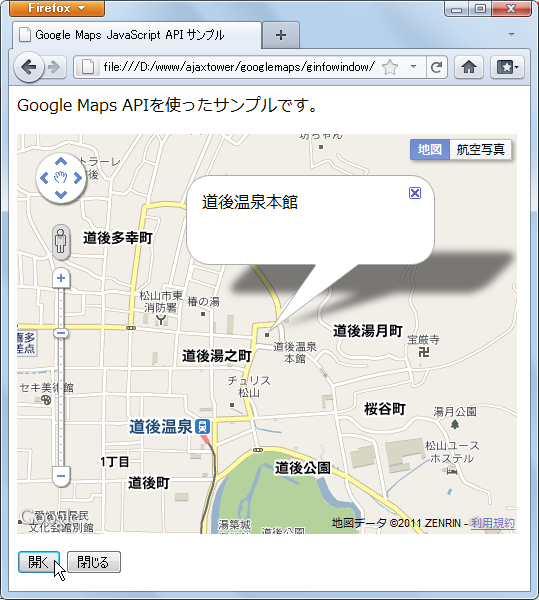 Firefox
Google Maps JavaScript API サンプル
file:///D:/www/ajaxtower/googlemaps/ginfowindow/
Google Maps APIを使ったサンプルです。
坊ちゃん
地図 航空写真
道後温泉本館
道後多幸町
松山市東
消防署
椿の湯
道後湯月町
喜多
差点
道後湯之町
道後温泉
本館
宝厳寺
チュリス
松山
セキ美術館
桜谷町
湯月公園
道後温泉
松山ユース
ホステル
1丁目
道後公園
道後町
愛媛県民
文化会館別館
湯築城
道後公園
地図データ ©2011 ZENRIN - 利用規約
開く 閉じる